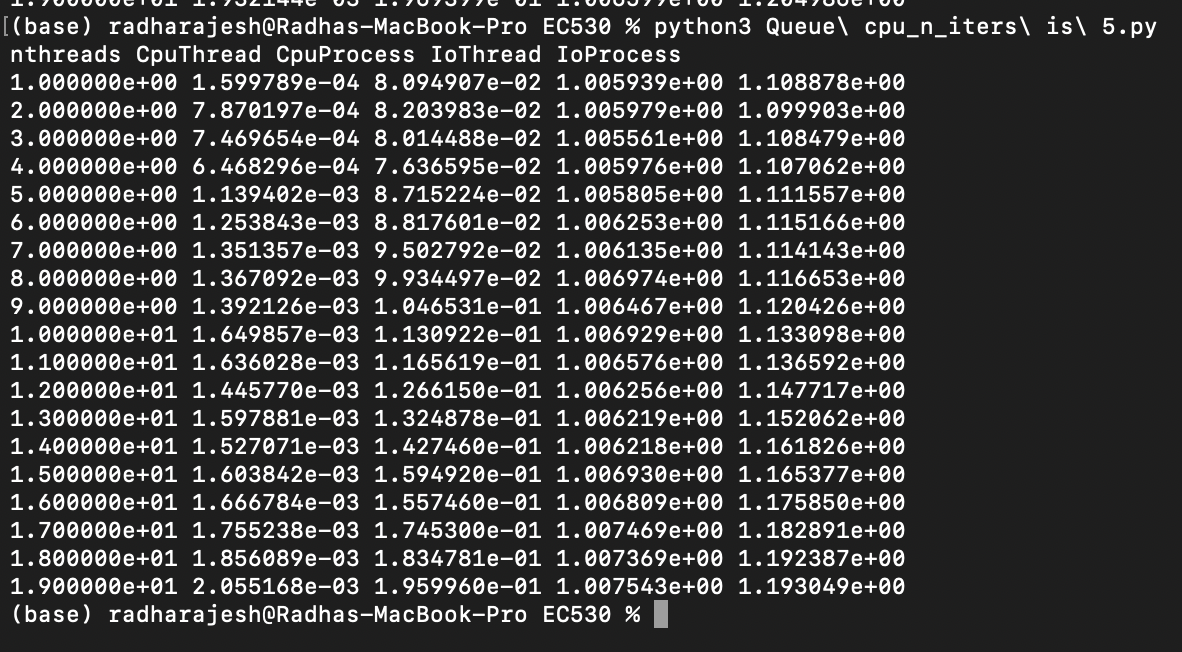 (base) radharajesh@Radhas-MacBook-Pro EC530 % python3 Queue\ cpu_n_iters\ is\ 5.py
nthreads CpuThread CpuProcess IoThread IoProcess
1.000000e+00 1.599789e-04 8.094907e-02 1.005939e+00 1.108878e+00
2.000000e+00 7.870197e-04 8.203983e-02 1.005979e+00 1.099903e+00
3.000000e+00 7.469654e-04 8.014488e-02 1.005561e+00 1.108479e+00
4.000000e+00 6.468296e-04 7.636595e-02 1.005976e+00 1.107062e+00
5.000000e+00 1.139402e-03 8.715224e-02 1.005805e+00 1.111557e+00
6.000000e+00 1.253843e-03 8.817601e-02 1.006253e+00 1.115166e+00
7.000000e+00 1.351357e-03 9.502792e-02 1.006135e+00 1.114143e+00
8.000000e+00 1.367092e-03 9.934497e-02 1.006974e+00 1.116653e+00
9.000000e+00 1.392126e-03 1.046531e-01 1.006467e+00 1.120426e+00
1.000000e+01 1.649857e-03 1.130922e-01 1.006929e+00 1.133098e+00
1.100000e+01 1.636028e-03 1.165619e-01 1.006576e+00 1.136592e+00
1.200000e+01 1.445770e-03 1.266150e-01 1.006256e+00 1.147717e+00
1.300000e+01 1.597881e-03 1.324878e-01 1.006219e+00 1.152062e+00
1.400000e+01 1.527071e-03 1.427460e-01 1.006218e+00 1.161826e+00
1.500000e+01 1.603842e-03 1.594920e-01 1.006930e+00 1.165377e+00
1.600000e+01 1.666784e-03 1.557460e-01 1.006809e+00 1.175850e+00
1.700000e+01 1.755238e-03 1.745300e-01 1.007469e+00 1.182891e+00
1.800000e+01 1.856089e-03 1.834781e-01 1.007369e+00 1.192387e+00
1.900000e+01 2.055168e-03 1.959960e-01 1.007543e+00 1.193049e+00
(base) radharajesh@Radhas-MacBook-Pro EC530 %